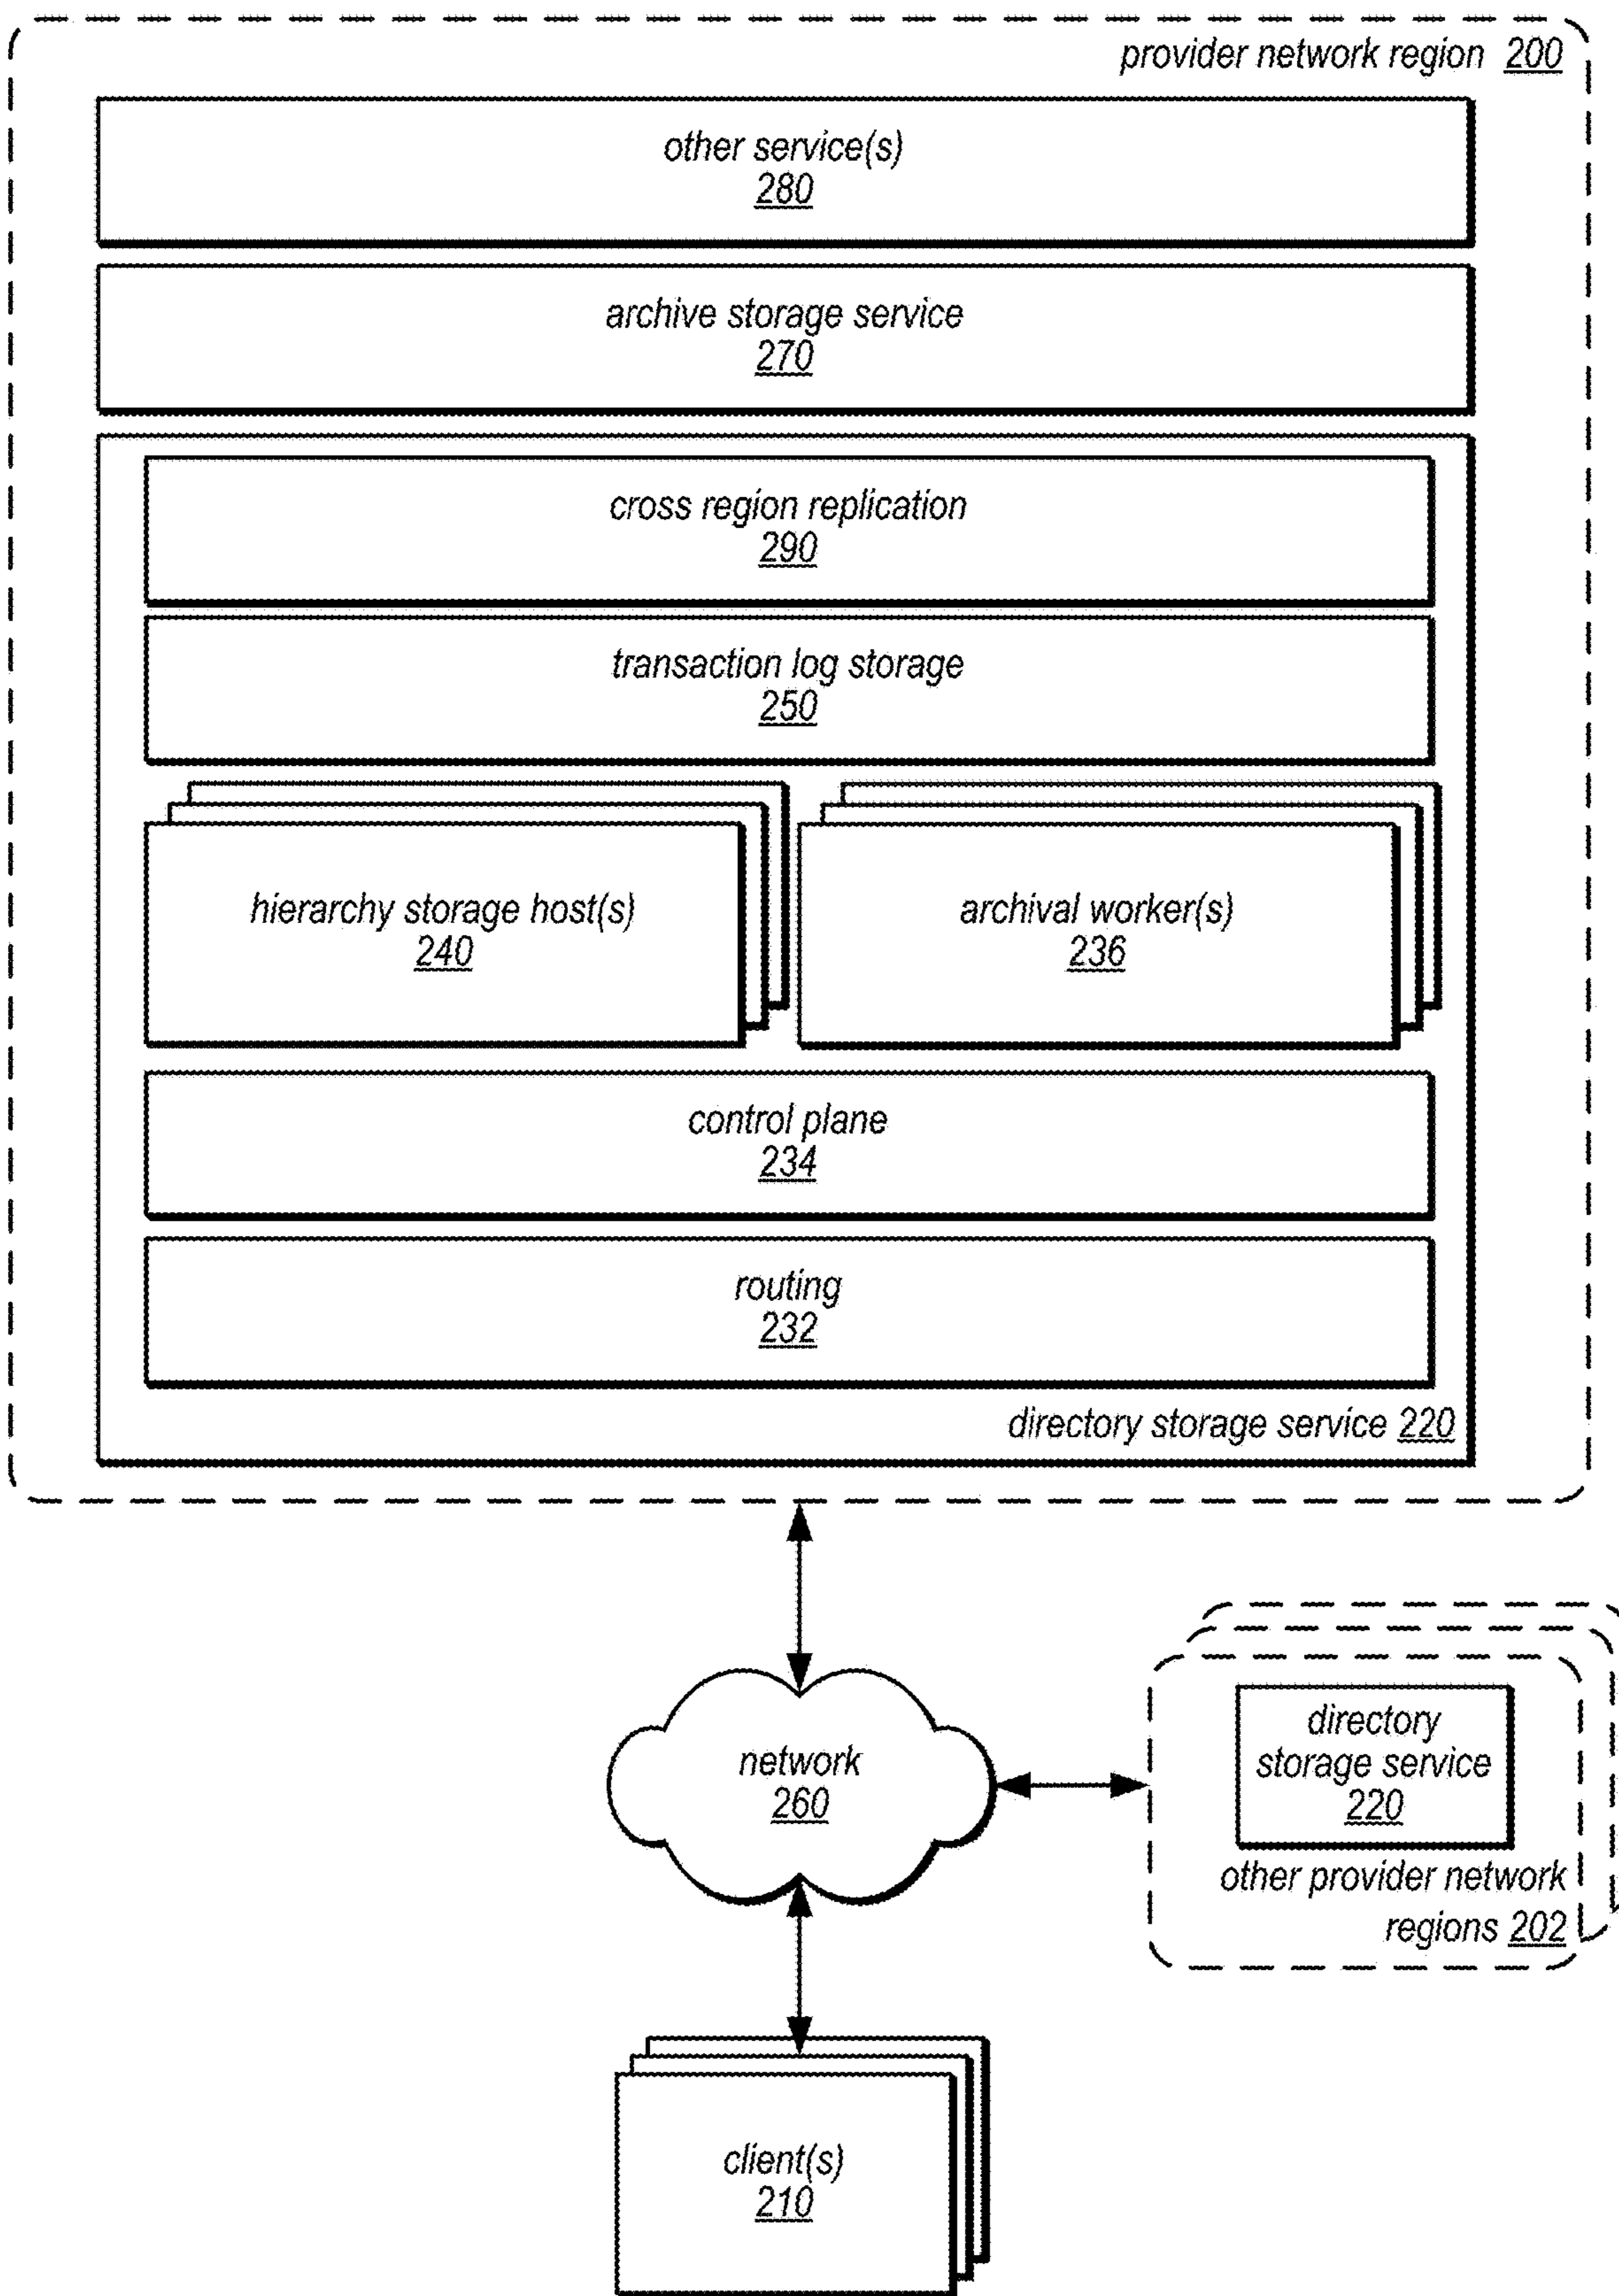 provider network region 200
other service(s)
280
archive storage service
270
cross region replication
290
transaction log storage
250
hierarchy storage host(s)
240
archival worker(s)
236
control plane
234
routing
232
directory storage service 220
network
260
directory
storage service
220
other provider network
regions 202
client(s)
210